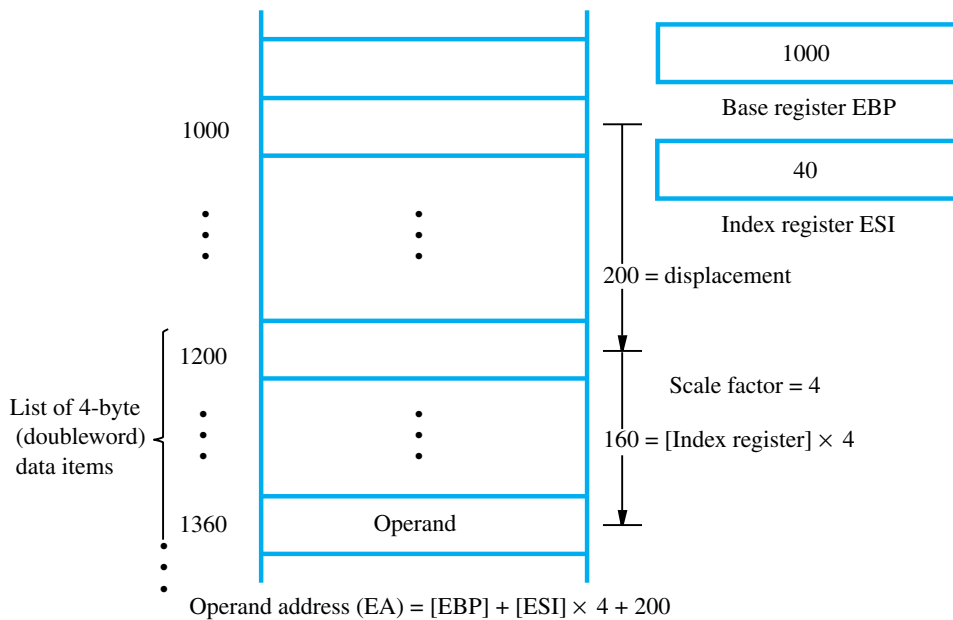 1000
Base register EBP
1000
40
Index register ESI
200 = displacement
1200
Scale factor = 4
List of 4-byte
(doubleword)
data items
160 = [Index register] × 4
1360
Operand
Operand address (EA) = [EBP] + [ESI] × 4 + 200